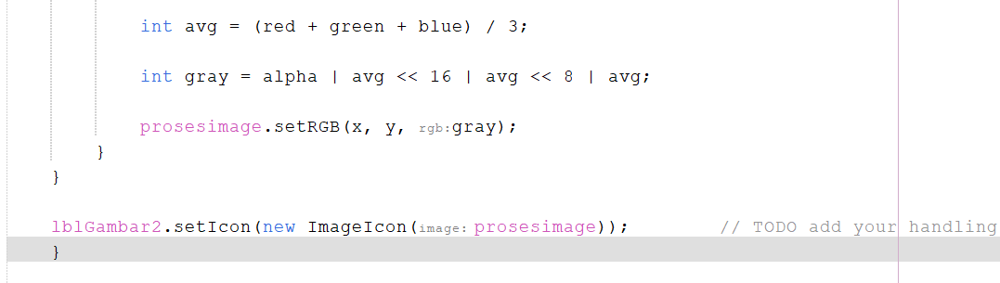 int avg = (red + green + blue) / 3;
int gray = alpha | avg << 16 | avg << 8 | avg;
prosesimage.setRGB(x, y, rgb:gray);
}
}
lblGambar2.setIcon(new ImageIcon(image: prosesimage)); // TODO add your handling
}